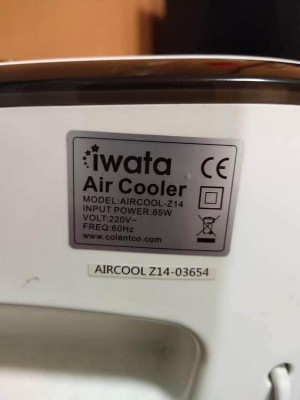 iwata
CE
Air Cooler
MODEL:AIRCOOL-Z14
INPUT POWER:65W
VOLT:220V~
FREQ:60Hz
www.colentco.com
AIRCOOL Z14-03654